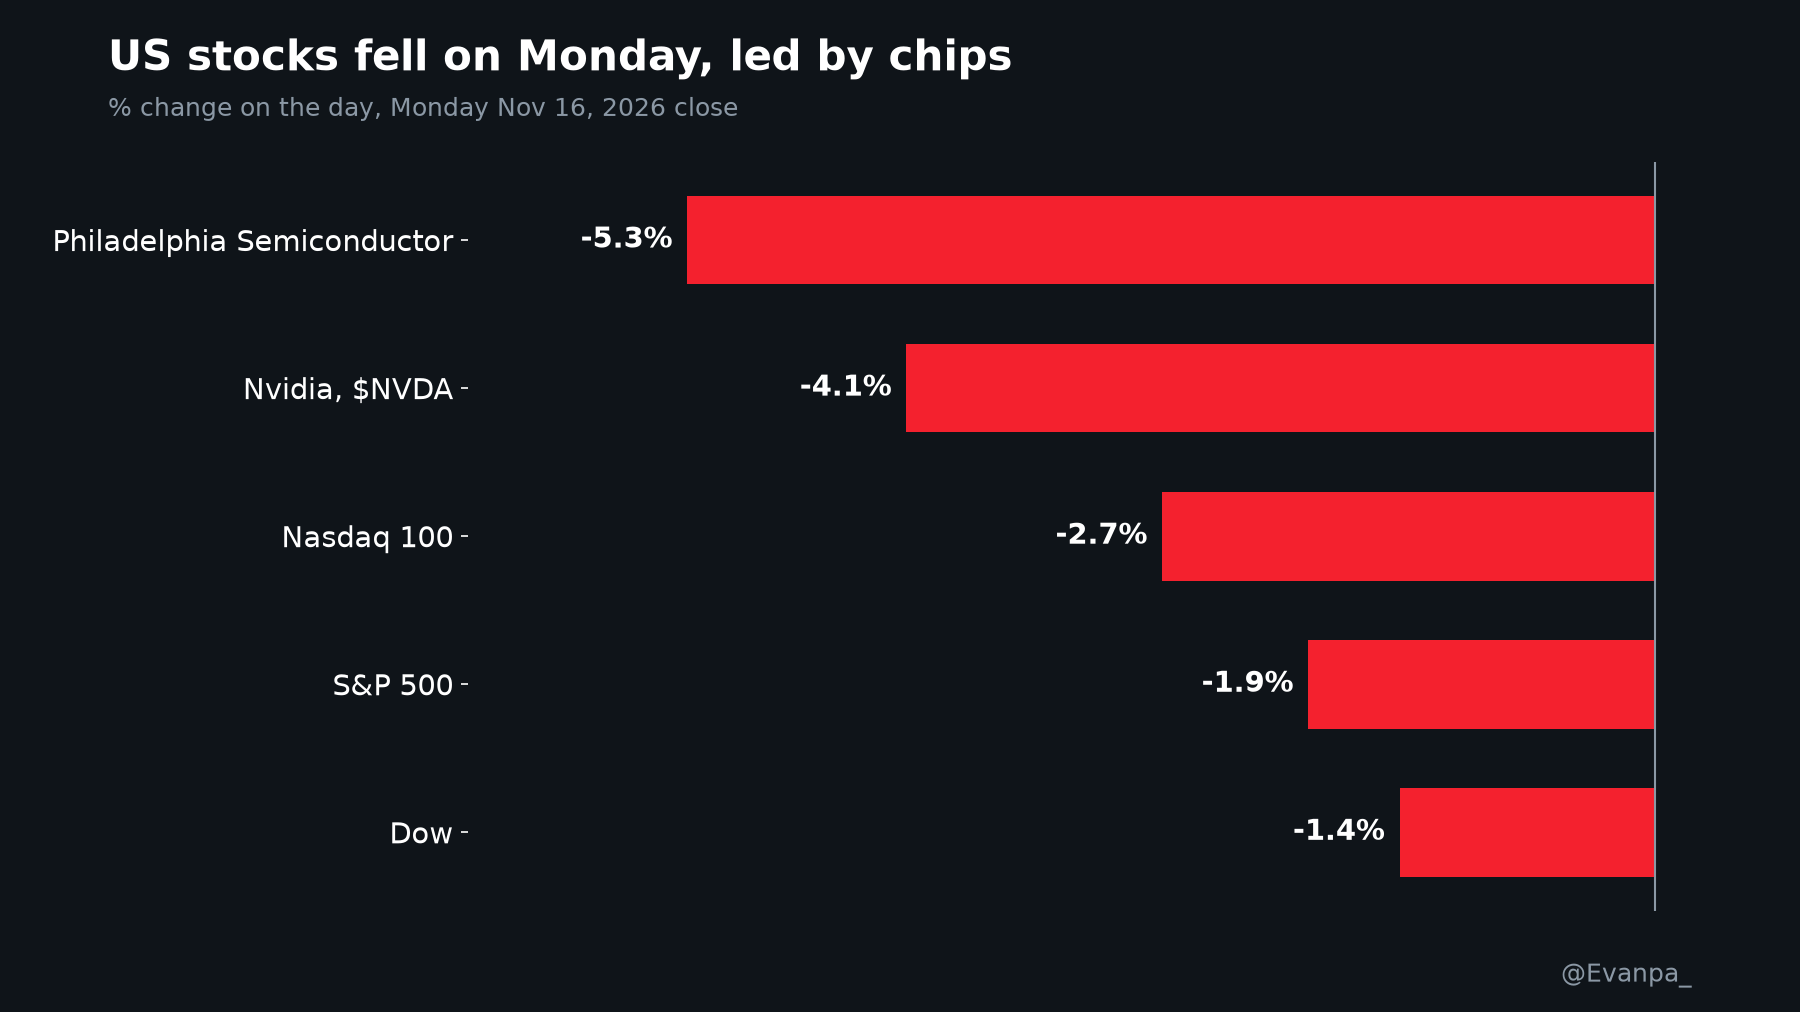 US stocks fell on Monday, led by chips
% change on the day, Monday Nov 16, 2026 close
Philadelphia Semiconductor
-5.3%
Nvidia, $NVDA
-4.1%
Nasdaq 100
-2.7%
S&P 500
-1.9%
Dow
-1.4%
@Evanpa_